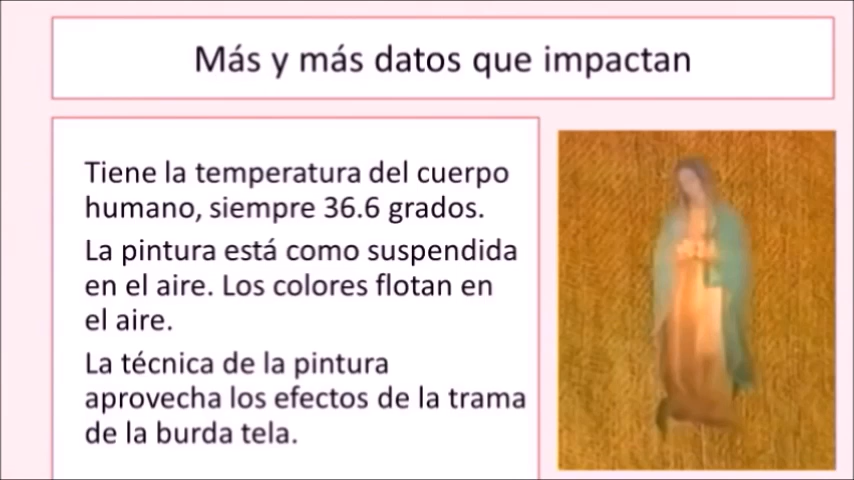 Más y más datos que impactan
Tiene la temperatura del cuerpo
humano, siempre 36.6 grados.
La pintura está como suspendida
en el aire. Los colores flotan en
el aire.
La técnica de la pintura
aprovecha los efectos de la trama
de la burda tela.